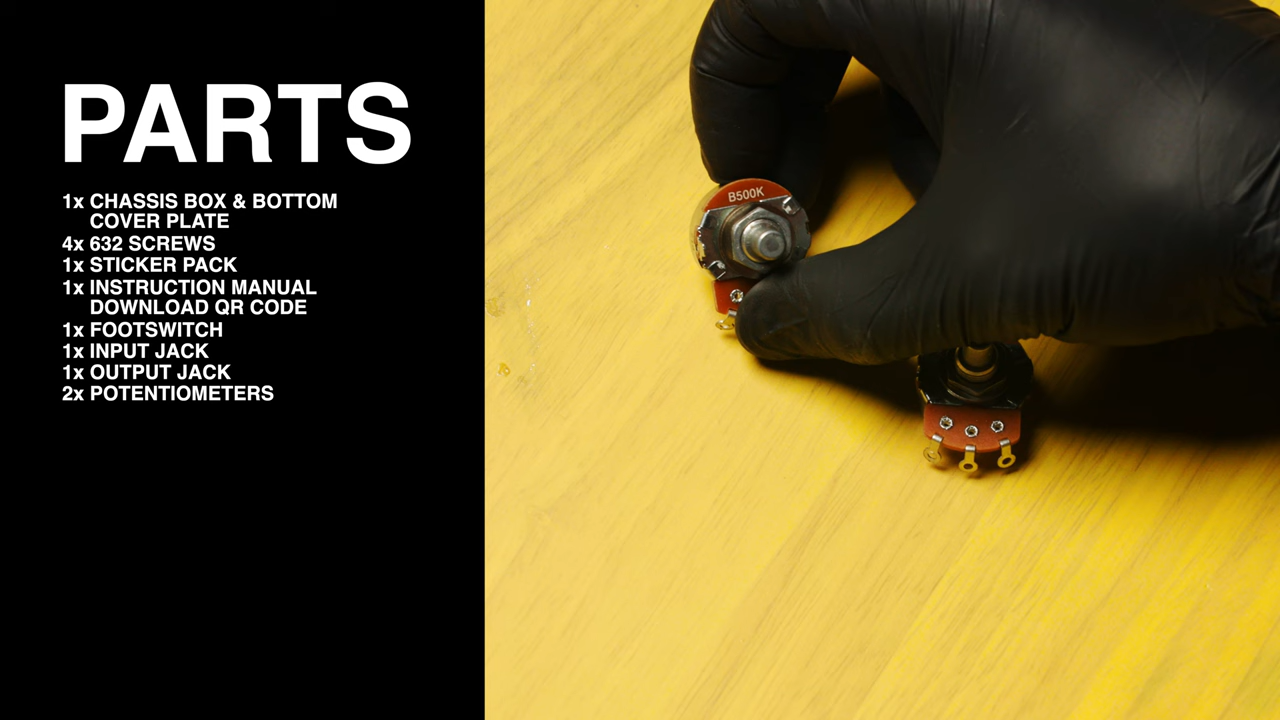 PARTS
1x CHASSIS BOX & BOTTOM
COVER PLATE
4x 632 SCREWS
1x STICKER PACK
1x INSTRUCTION MANUAL
DOWNLOAD QR CODE
1x FOOTSWITCH
1x INPUT JACK
1x OUTPUT JACK
2x POTENTIOMETERS
B500K